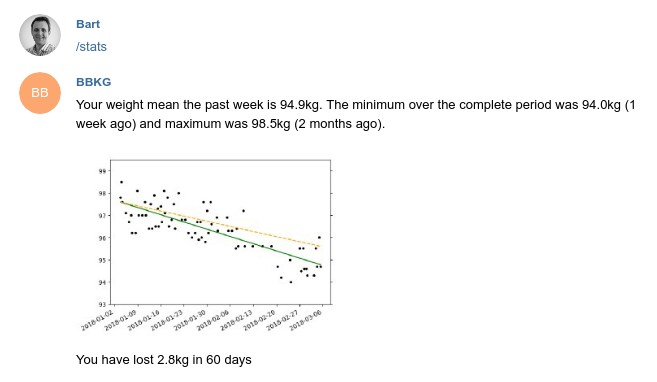 Bart
/stats
BB
BBKG
Your weight mean the past week is 94.9kg. The minimum over the complete period was 94.0kg (1
week ago) and maximum was 98.5kg (2 months ago).
99
98
97
96
95
94
93
2018-01-02 2018-01-09 2018-01-16 2018-01-23 2018-01-30 2018-02-06 2018-02-13 2018-02-20 2018-02-27 2018-03-06
You have lost 2.8kg in 60 days